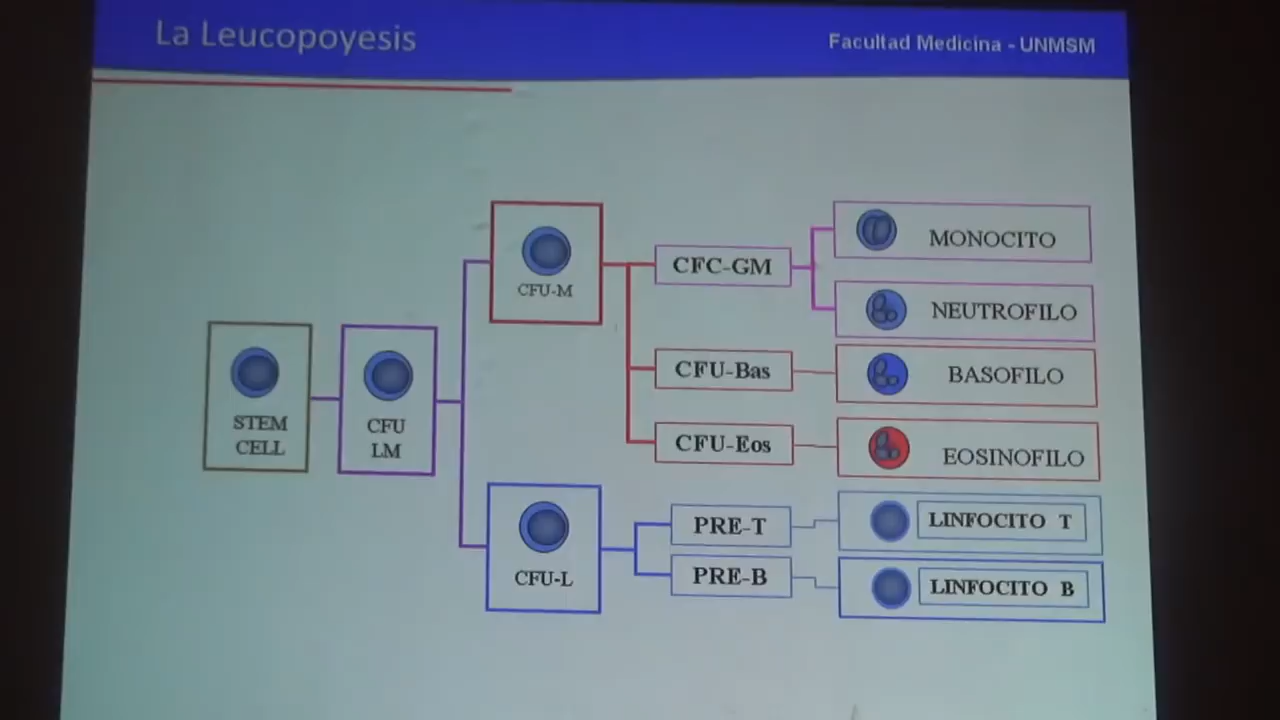 La Leucopoyesis
Facultad Medicina - UNMSM
STEM
CELL
CFU
LM
CFU-M
CFU-L
CFC-GM
CFU-Bas
CFU-Eos
PRE-T
PRE-B
MONOCITO
NEUTROFILO
BASOFILO
EOSINOFILO
LINFOCITO T
LINFOCITO B